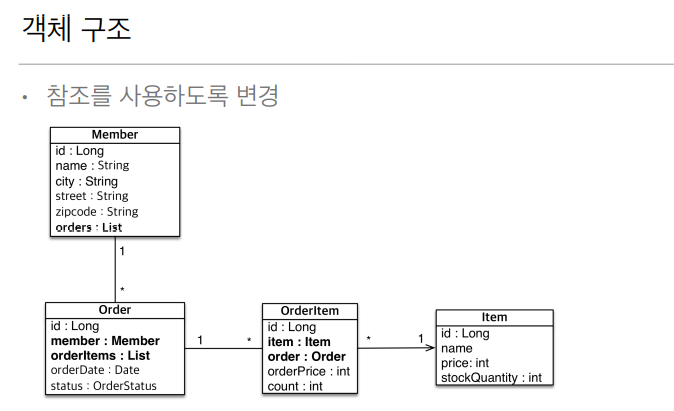 객체 구조
• 참조를 사용하도록 변경
Member
id : Long
name : String
city : String
street : String
zipcode : String
orders : List
1
*
Order
id : Long
member : Member
orderItems : List
orderDate : Date
status : OrderStatus
1
*
OrderItem
id : Long
item : Item
order : Order
orderPrice : int
count : int
*
1
Item
id : Long
name
price: int
stockQuantity : int